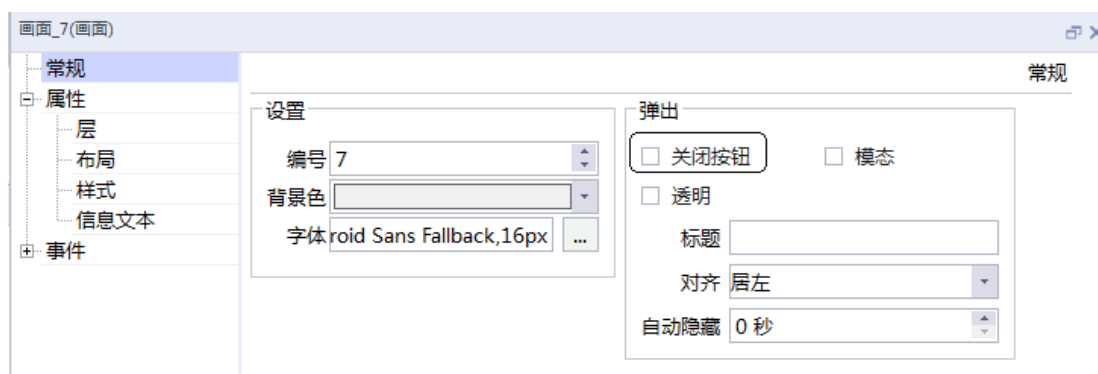 画面_7(画面)
常规
属性
层
布局
样式
信息文本
事件
常规
设置
编号 7
背景色
字体 roid Sans Fallback,16px ...
弹出
关闭按钮 模态
透明
标题
对齐 居左
自动隐藏 0 秒